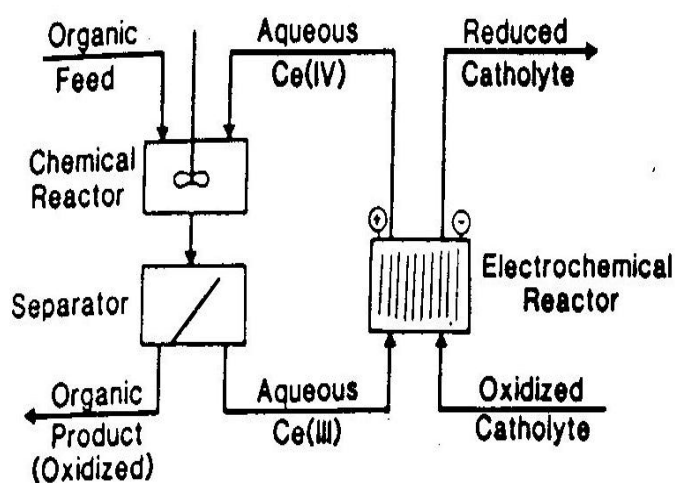 Organic
Feed
Aqueous
Ce(IV)
Reduced
Catholyte
Chemical
Reactor
+
-
Electrochemical
Reactor
Separator
Organic
Product
(Oxidized)
Aqueous
Ce(III)
Oxidized
Catholyte